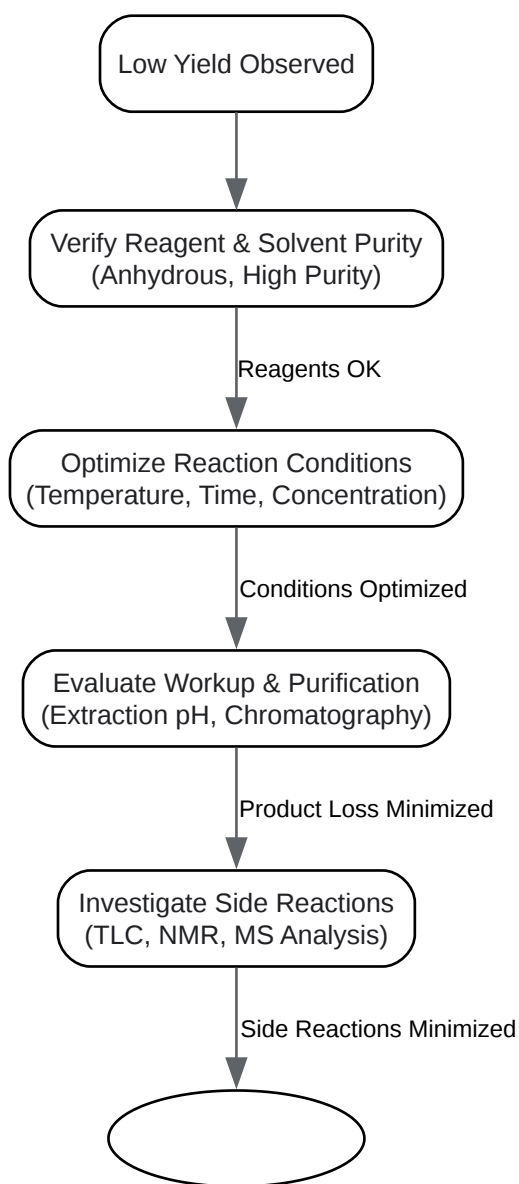 Low Yield Observed
Verify Reagent & Solvent Purity
(Anhydrous, High Purity)
Reagents OK
Optimize Reaction Conditions
(Temperature, Time, Concentration)
Conditions Optimized
Evaluate Workup & Purification
(Extraction pH, Chromatography)
Product Loss Minimized
Investigate Side Reactions
(TLC, NMR, MS Analysis)
Side Reactions Minimized